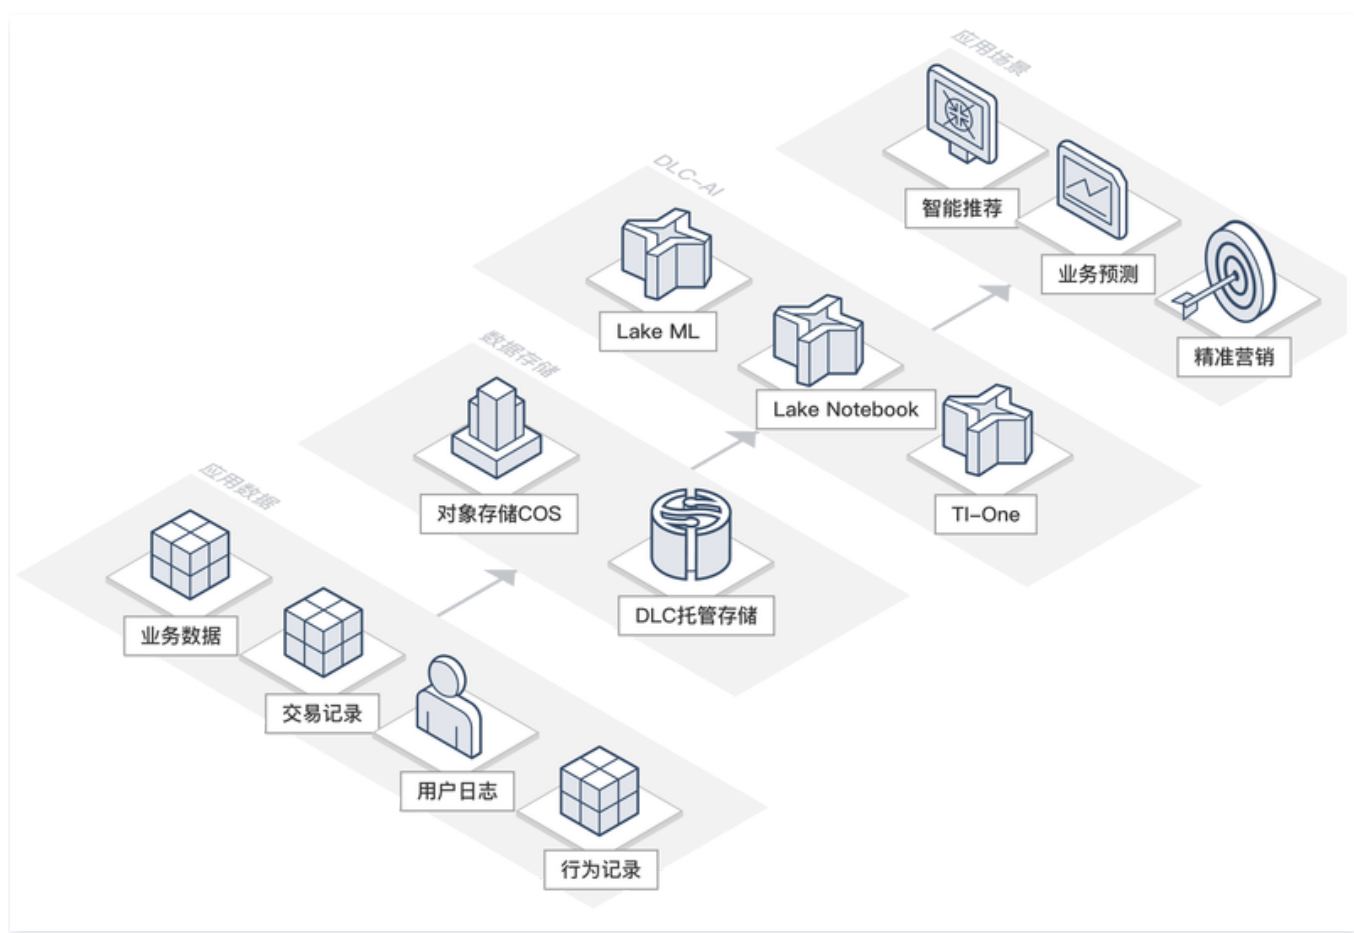 应用场景
智能推荐
业务预测
精准营销
DLC-AI
Lake ML
Lake Notebook
TI-One
数据存储
对象存储COS
DLC托管存储
应用数据
业务数据
交易记录
用户日志
行为记录